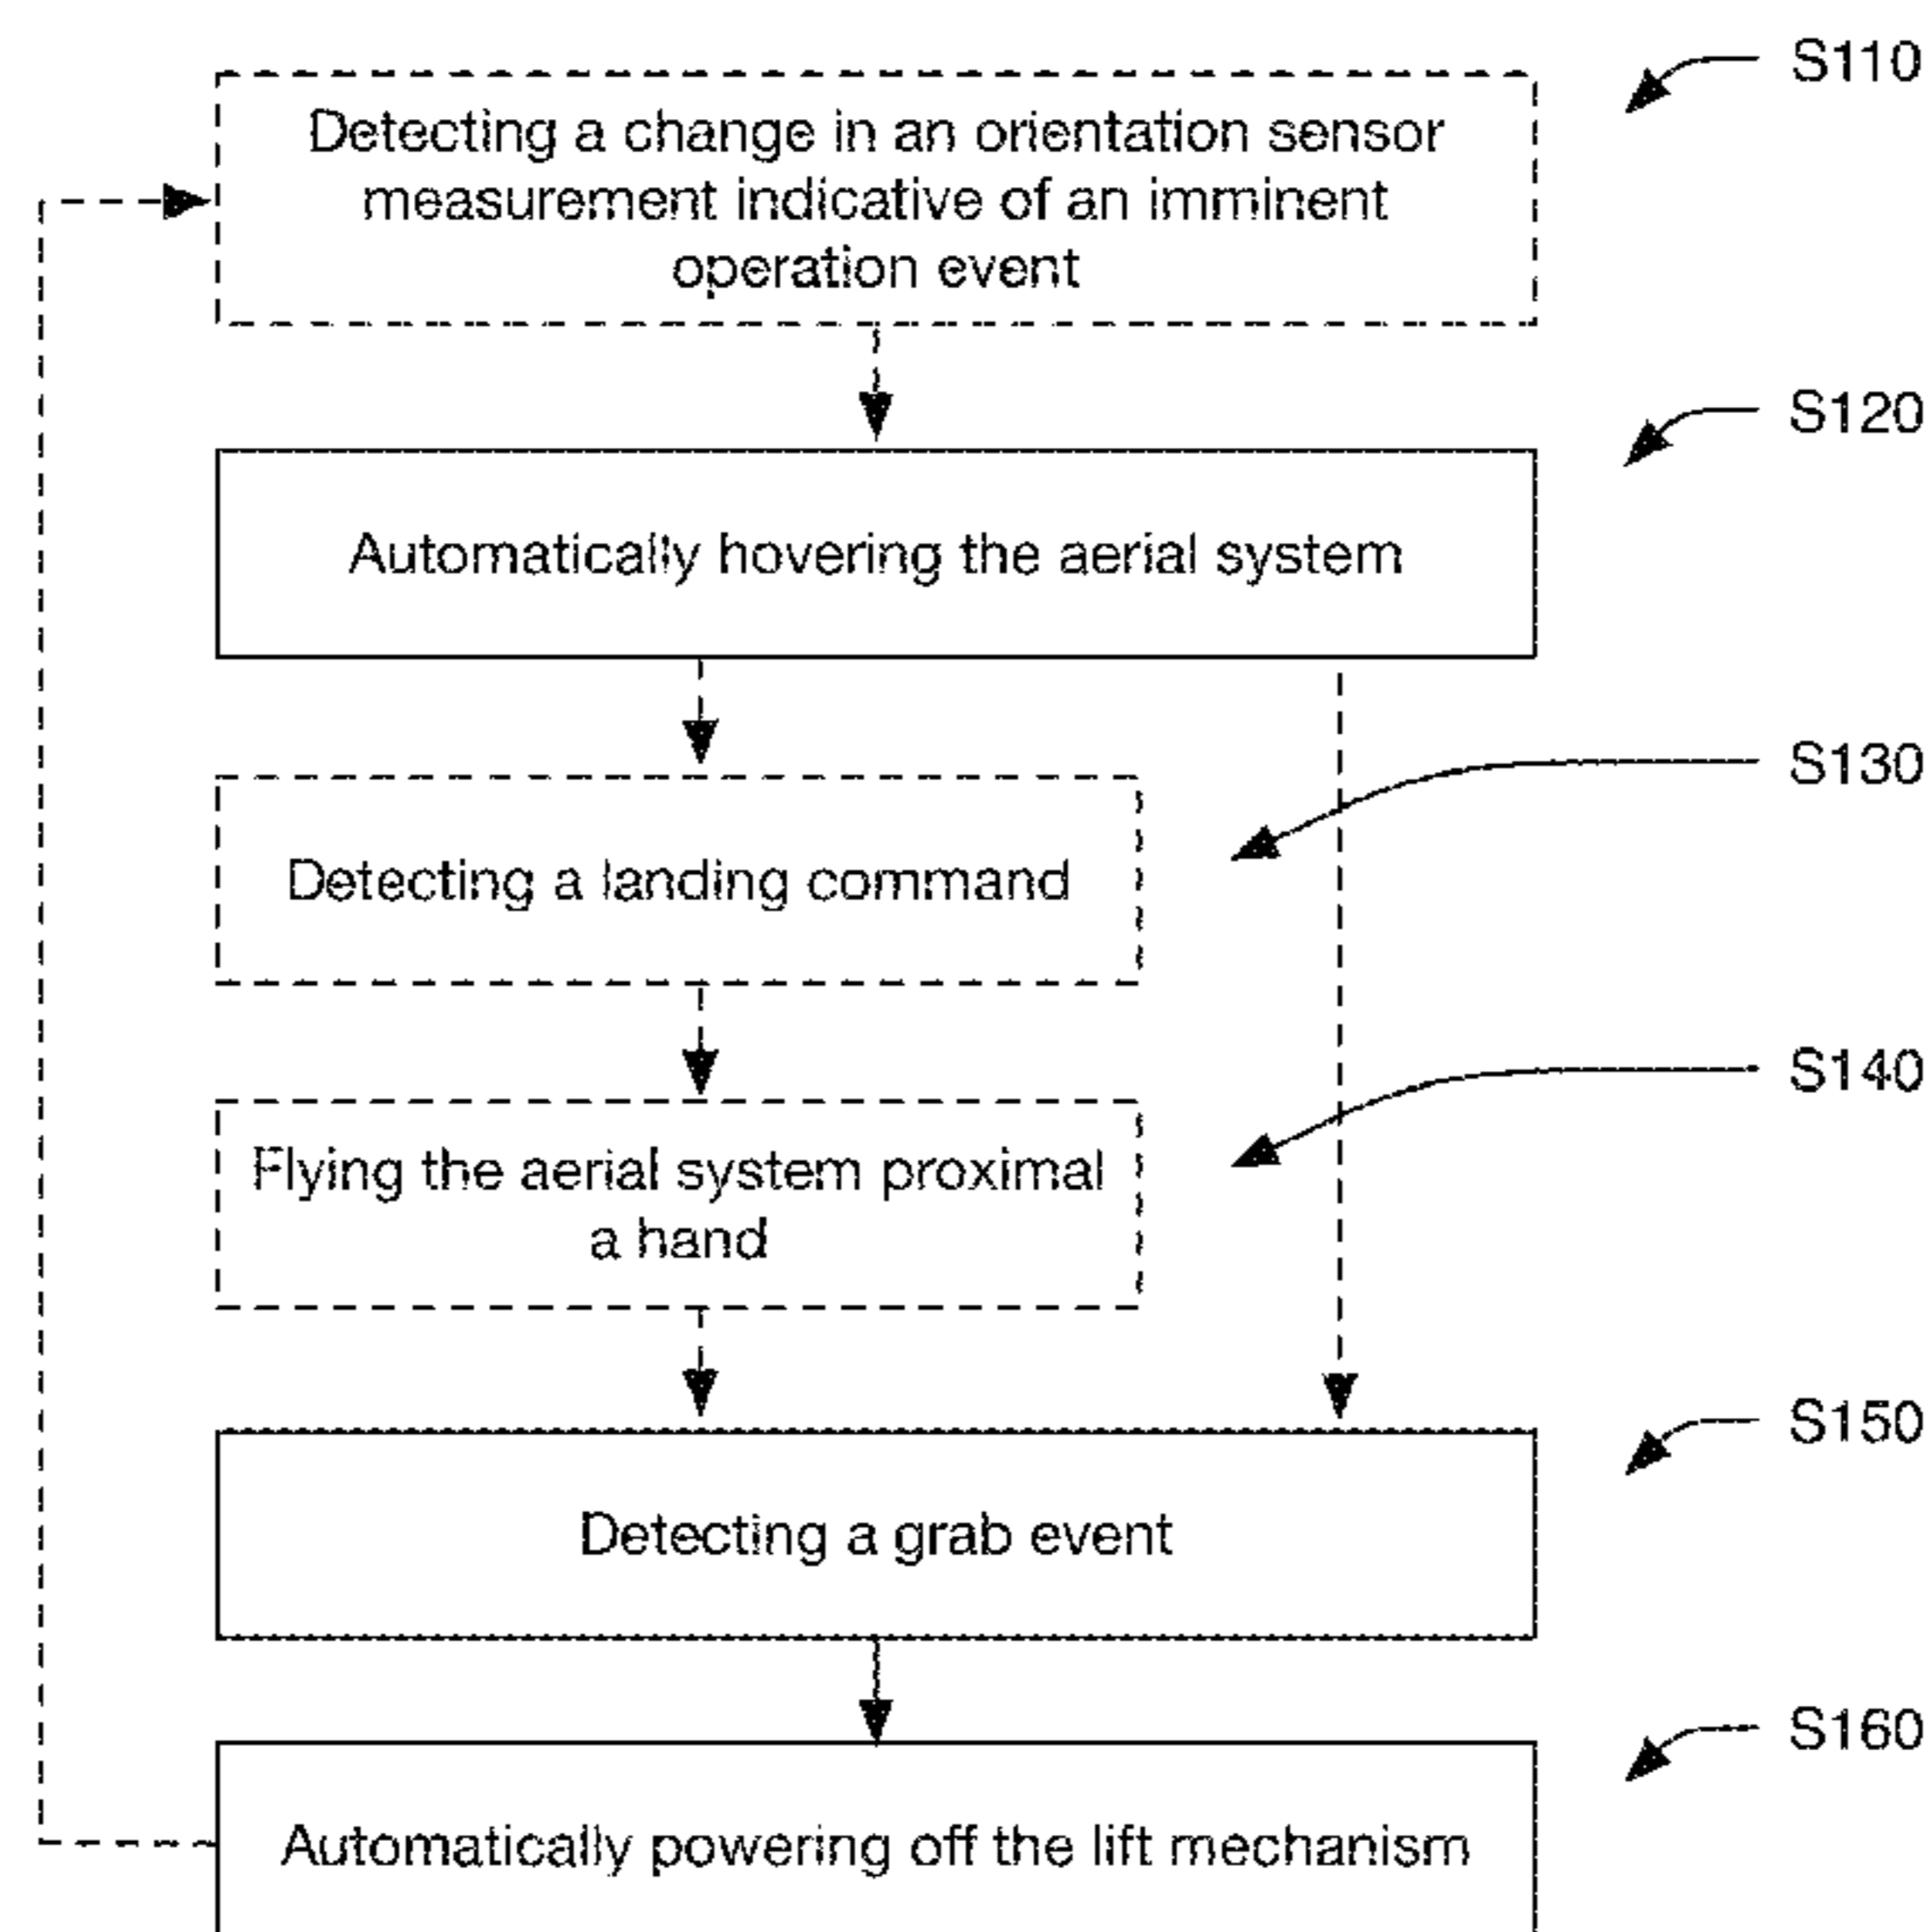 S110
Detecting a change in an orientation sensor
measurement indicative of an imminent
operation event
S120
Automatically hovering the aerial system
S130
Detecting a landing command
S140
Flying the aerial system proximal
a hand
S150
Detecting a grab event
S160
Automatically powering off the lift mechanism